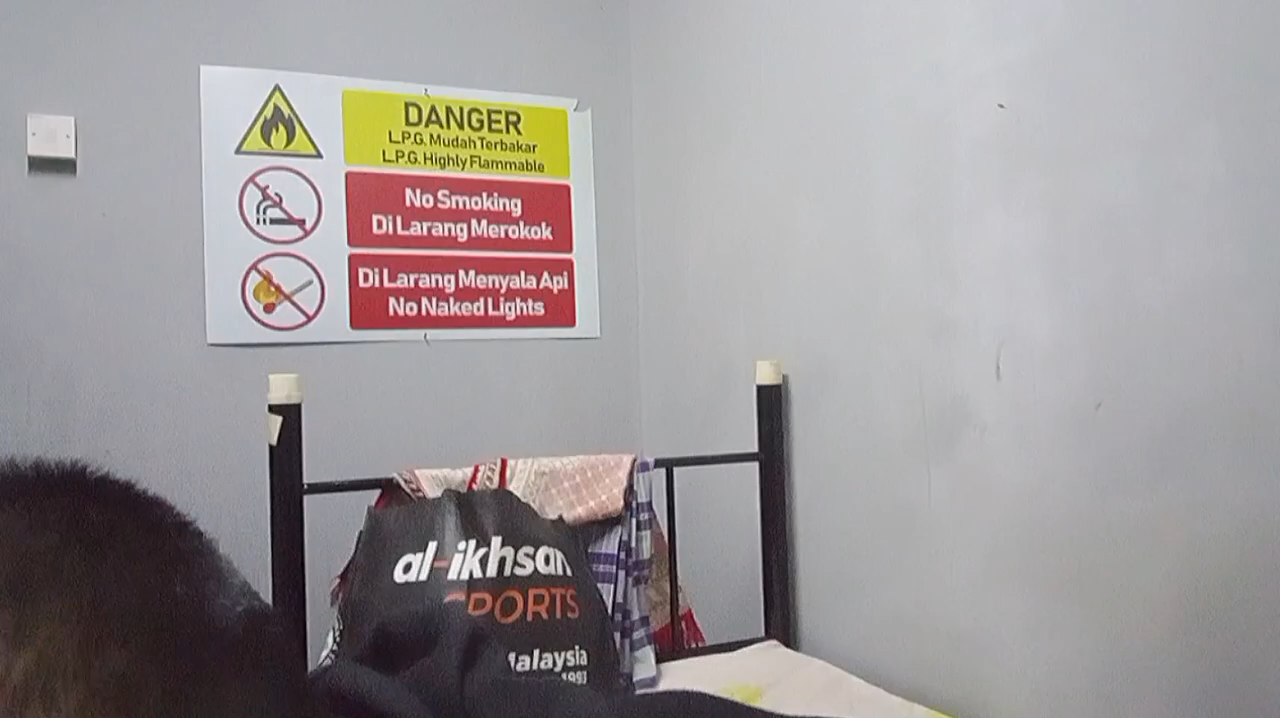 DANGER
L.P.G. Mudah Terbakar
L.P.G. Highly Flammable
No Smoking
Di Larang Merokok
Di Larang Menyala Api
No Naked Lights
al-ikhsan
SPORTS
Malaysia
1993